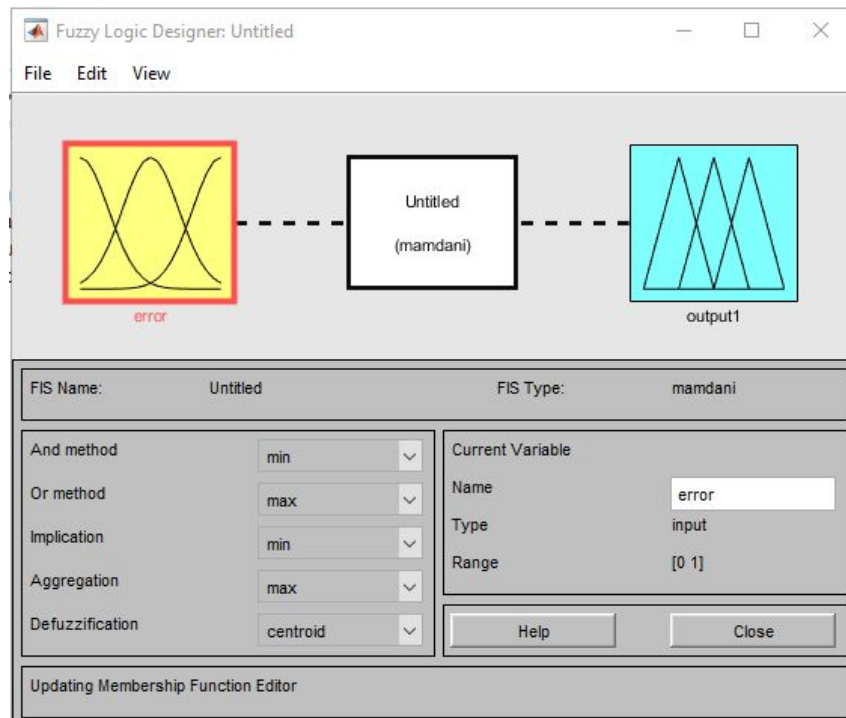 Fuzzy Logic Designer: Untitled
File Edit View
Untitled
(mamdani)
error
output1
FIS Name: Untitled FIS Type: mamdani
And method min
Or method max
Implication min
Aggregation max
Defuzzification centroid
Current Variable
Name error
Type input
Range [0 1]
Help Close
Updating Membership Function Editor